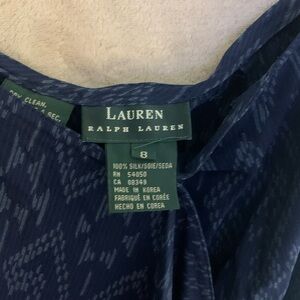 DRY CLEAN.
SEC.
LAUREN
RALPH LAUREN
8
100% SILK/SOIE/SEDA
RN 54050
CA 08349
MADE IN KOREA
FABRIQUÉ EN CORÉE
HECHO EN COREA